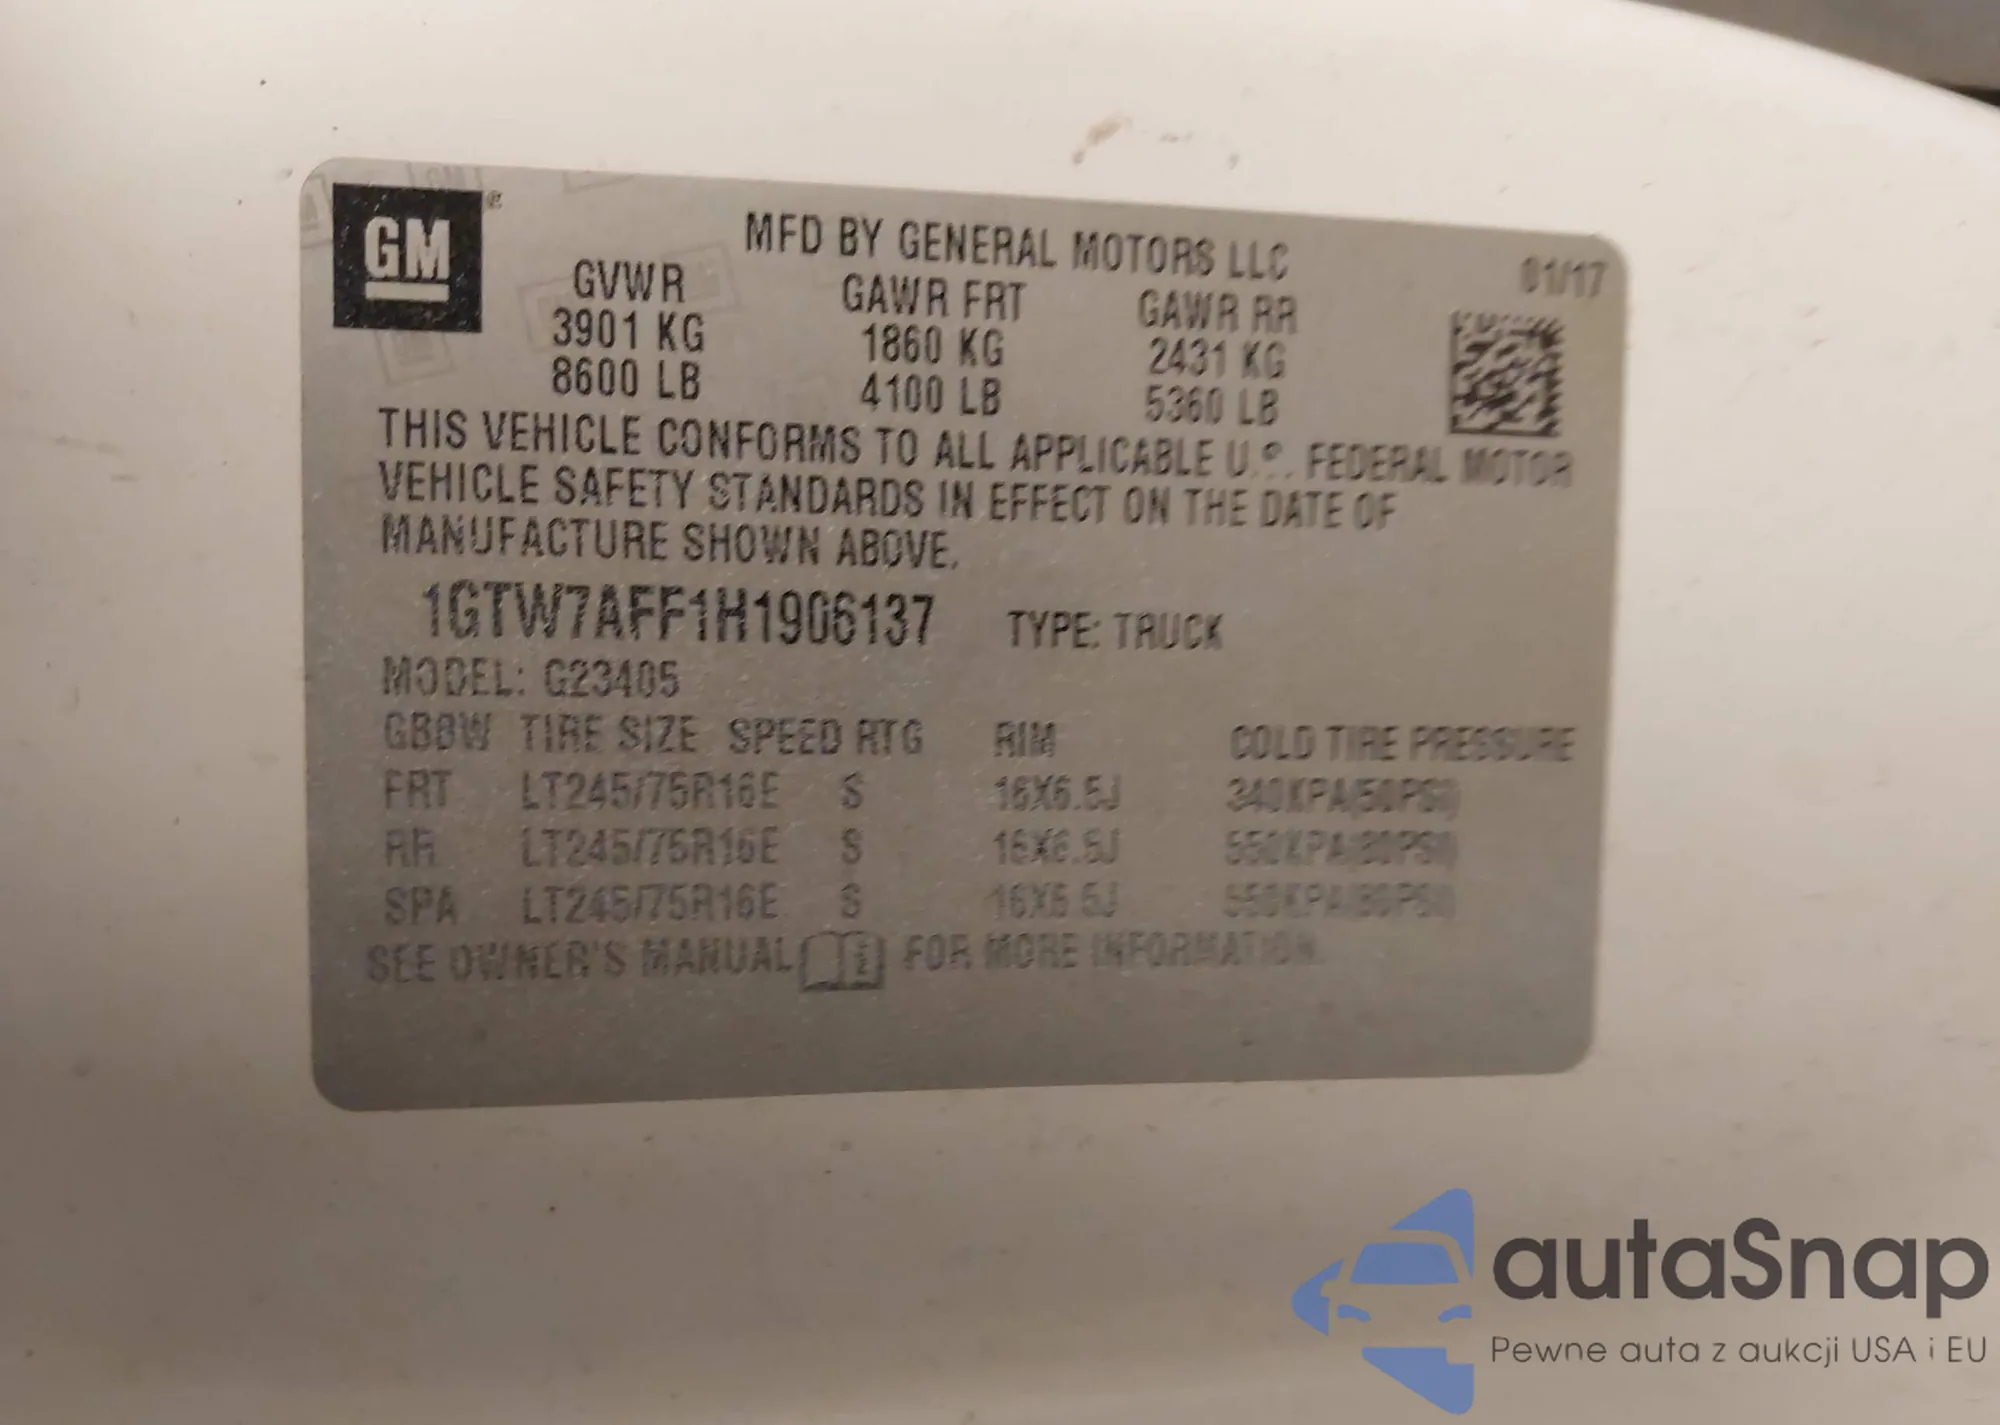 GM ®
MFD BY GENERAL MOTORS LLC 01/17
GVWR GAWR FRT GAWR RR
3901 KG 1860 KG 2431 KG
8600 LB 4100 LB 5360 LB
THIS VEHICLE CONFORMS TO ALL APPLICABLE U.S. FEDERAL MOTOR
VEHICLE SAFETY STANDARDS IN EFFECT ON THE DATE OF
MANUFACTURE SHOWN ABOVE.
1GTW7AFF1H1906137 TYPE: TRUCK
MODEL: G23405
TIRE SIZE SPEED RTG RIM COLD TIRE PRESSURE
FRT LT245/75R16E S 16X6.5J 340KPA(50PSI)
RR LT245/75R16E S 16X6.5J 550KPA(80PSI)
SPA LT245/75R16E S 16X6.5J 550KPA(80PSI)
SEE OWNER'S MANUAL FOR MORE INFORMATION.
autaSnap
Pewne auta z aukcji USA i EU